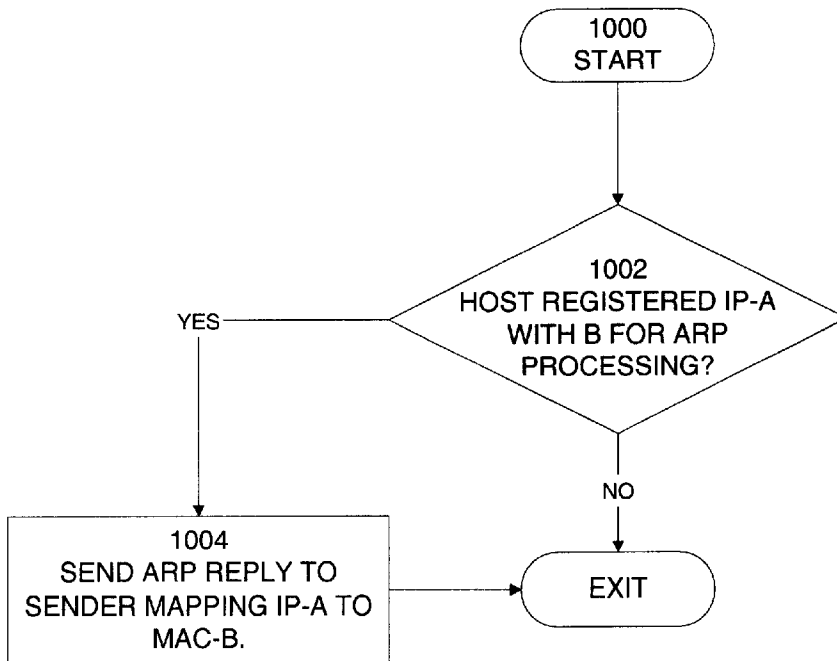 1000
START
1002
HOST REGISTERED IP-A
WITH B FOR ARP
PROCESSING?
YES
NO
1004
SEND ARP REPLY TO
SENDER MAPPING IP-A TO
MAC-B.
EXIT